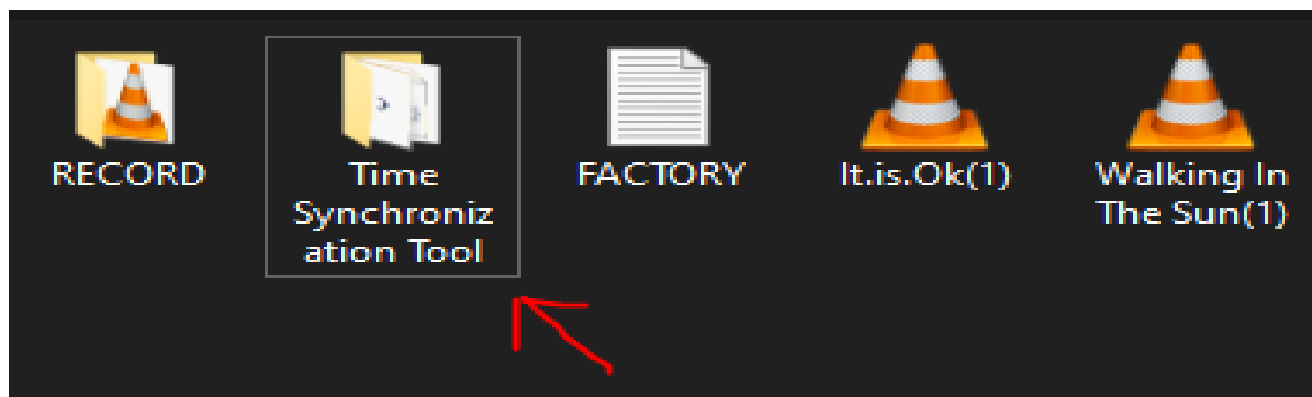 RECORD
Time
Synchroniz
ation Tool
FACTORY
It.is.Ok(1)
Walking In
The Sun(1)